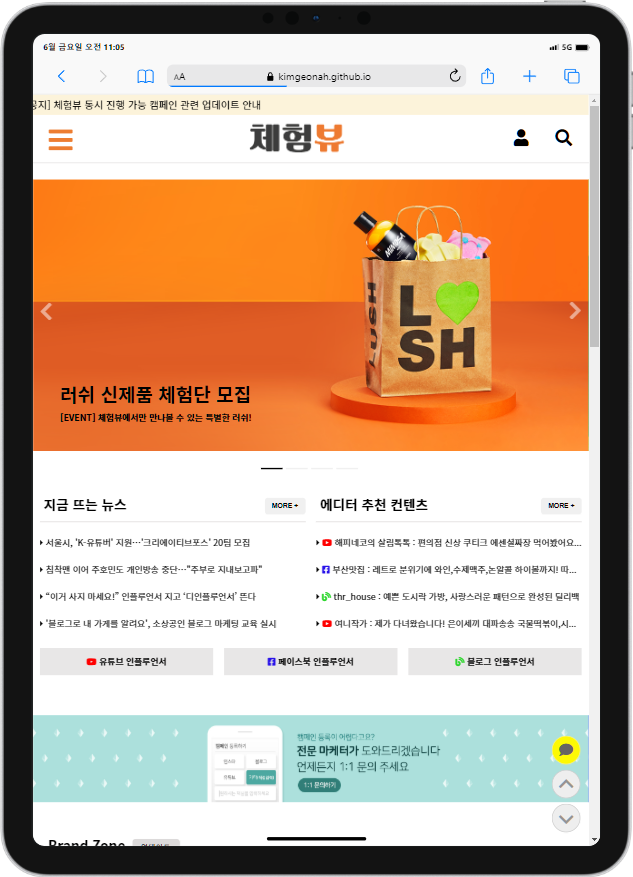 6월 금요일 오전 11:05
5G
AA
kimgeonah.github.io
공지] 체험뷰 동시 진행 가능 캠페인 관련 업데이트 안내
체험뷰
LUSH
L SH
러쉬 신제품 체험단 모집
[EVENT] 체험뷰에서만 만나볼 수 있는 특별한 러쉬!
지금 뜨는 뉴스
MORE +
서울시, 'K-유튜버' 지원…'크리에이티브포스' 20팀 모집
침착맨 이어 주호민도 개인방송 중단…"주부로 지내보고파"
“이거 사지 마세요!” 인플루언서 지고 ‘디인플루언서’ 뜬다
'블로그로 내 가게를 알려요', 소상공인 블로그 마케팅 교육 실시
에디터 추천 컨텐츠
MORE +
해피네코의 살림톡톡 : 편의점 신상 쿠티크 에센셜짜장 먹어봤어요...
부산맛집 : 레트로 분위기에 와인,수제맥주,논알콜 하이볼까지! 따...
thr_house : 예쁜 도시락 가방, 사랑스러운 패턴으로 완성된 딜리백
여니작가 : 제가 다녀왔습니다! 은이세끼 대파송송 국물떡볶이,시...
유튜브 인플루언서
페이스북 인플루언서
블로그 인플루언서
캠페인 등록하기
블로그
캠페인 등록이 어렵다고요?
전문 마케터가 도와드리겠습니다
언제든지 1:1 문의 주세요
1:1 문의하기
Brand Zone